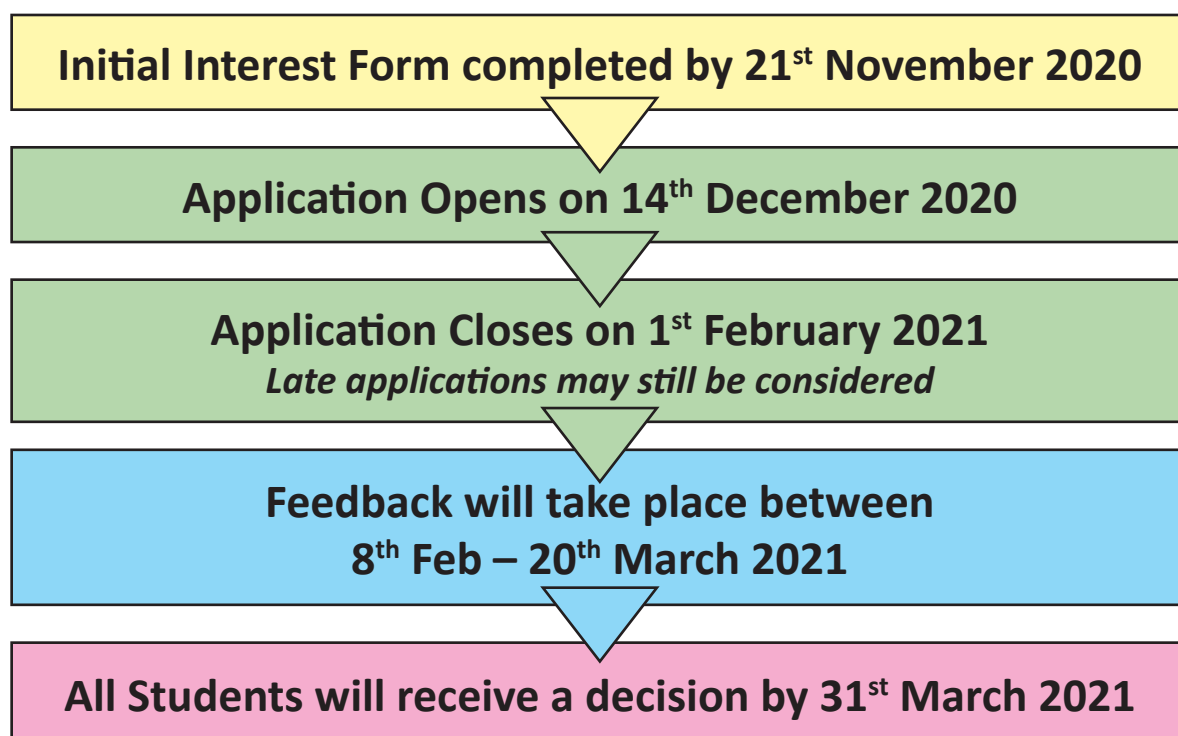 Initial Interest Form completed by 21st November 2020
Application Opens on 14th December 2020
Application Closes on 1st February 2021
Late applications may still be considered
Feedback will take place between
8th Feb – 20th March 2021
All Students will receive a decision by 31st March 2021